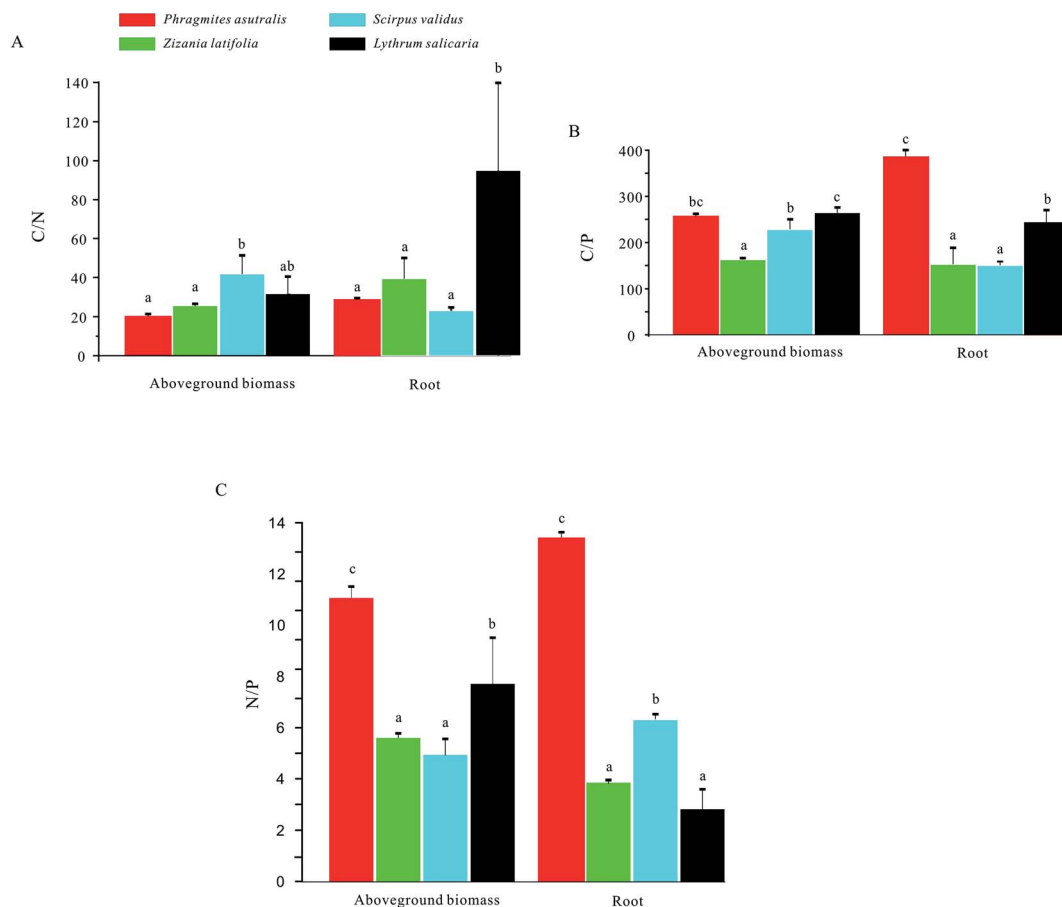 Phragmites asutralis
Scirpus validus
Zizania latifolia
Lythrum salicaria
A
140
120
100
80
60
40
20
0
C/N
a
a
b
ab
a
a
a
b
Aboveground biomass
Root
B
400
300
200
100
0
C/P
bc
a
b
c
c
a
a
b
Aboveground biomass
Root
C
14
12
10
8
6
4
2
0
N/P
c
a
a
b
c
a
b
a
Aboveground biomass
Root